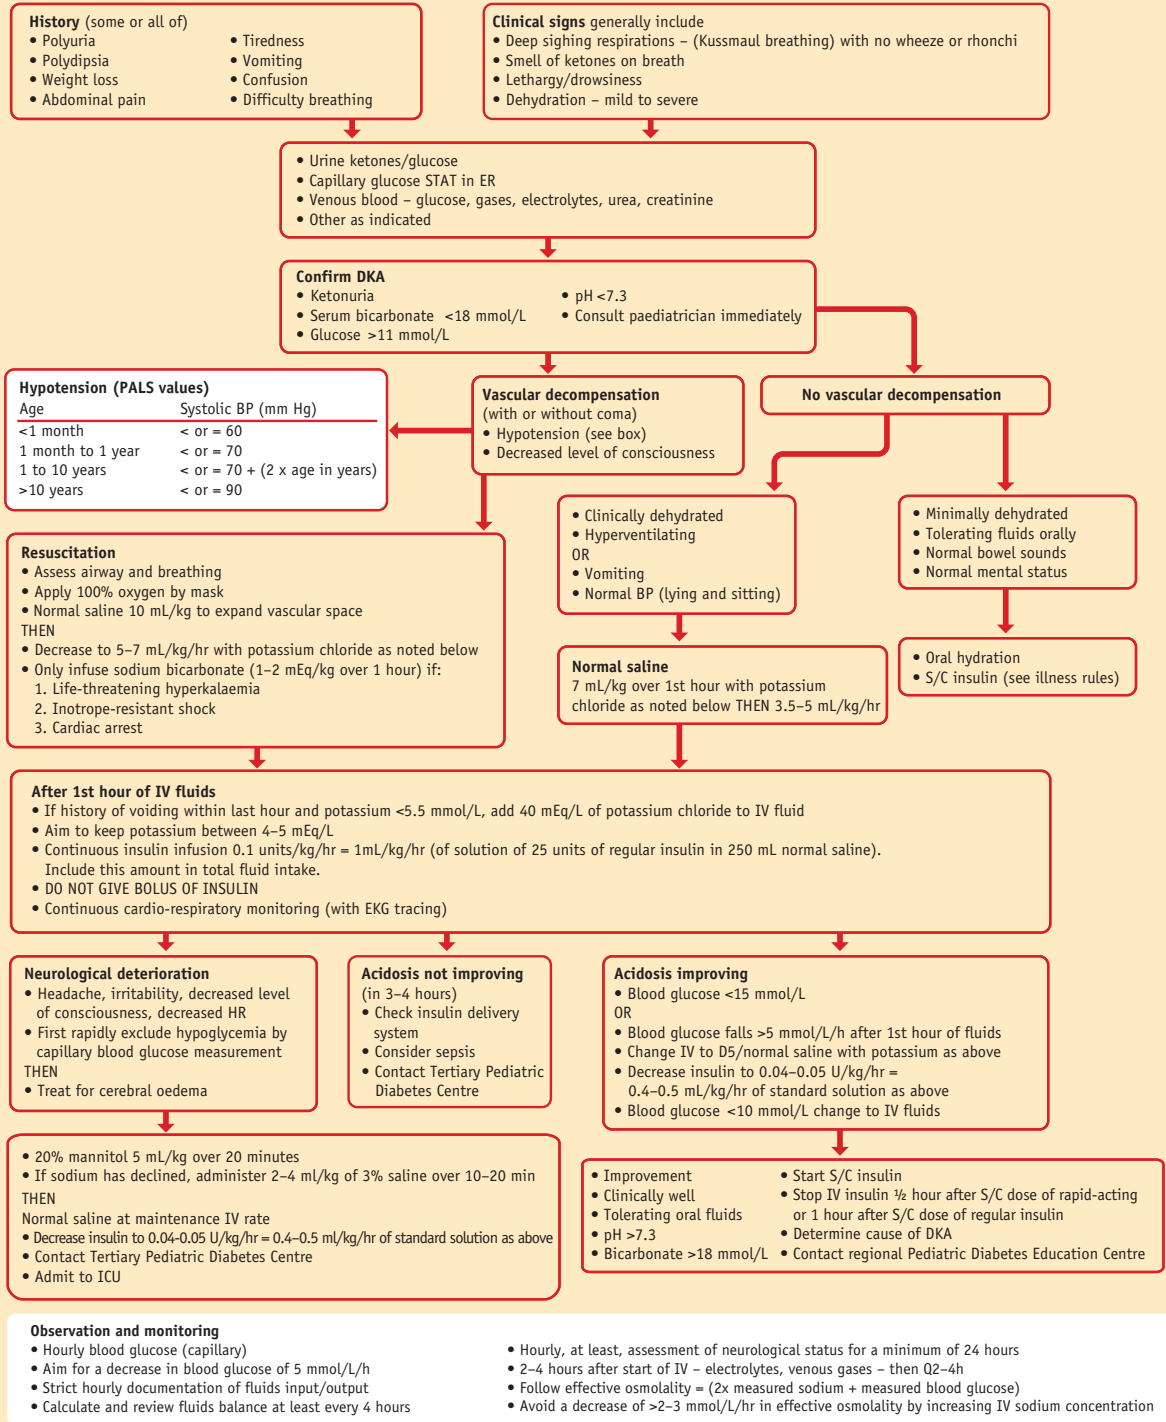 History (some or all of)
• Polyuria
• Polydipsia
• Weight loss
• Abdominal pain
• Tiredness
• Vomiting
• Confusion
• Difficulty breathing
Clinical signs generally include
• Deep sighing respirations – (Kussmaul breathing) with no wheeze or rhonchi
• Smell of ketones on breath
• Lethargy/drowsiness
• Dehydration – mild to severe
• Urine ketones/glucose
• Capillary glucose STAT in ER
• Venous blood – glucose, gases, electrolytes, urea, creatinine
• Other as indicated
Confirm DKA
• Ketonuria
• Serum bicarbonate <18 mmol/L
• Glucose >11 mmol/L
• pH <7.3
• Consult paediatrician immediately
Hypotension (PALS values)
Age Systolic BP (mm Hg)
<1 month < or = 60
1 month to 1 year < or = 70
1 to 10 years < or = 70 + (2 x age in years)
>10 years < or = 90
Vascular decompensation
(with or without coma)
• Hypotension (see box)
• Decreased level of consciousness
No vascular decompensation
Resuscitation
• Assess airway and breathing
• Apply 100% oxygen by mask
• Normal saline 10 mL/kg to expand vascular space
THEN
• Decrease to 5–7 mL/kg/hr with potassium chloride as noted below
• Only infuse sodium bicarbonate (1–2 mEq/kg over 1 hour) if:
1. Life-threatening hyperkalaemia
2. Inotrope-resistant shock
3. Cardiac arrest
• Clinically dehydrated
• Hyperventilating
OR
• Vomiting
• Normal BP (lying and sitting)
• Minimally dehydrated
• Tolerating fluids orally
• Normal bowel sounds
• Normal mental status
Normal saline
7 mL/kg over 1st hour with potassium
chloride as noted below THEN 3.5–5 mL/kg/hr
• Oral hydration
• S/C insulin (see illness rules)
After 1st hour of IV fluids
• If history of voiding within last hour and potassium <5.5 mmol/L, add 40 mEq/L of potassium chloride to IV fluid
• Aim to keep potassium between 4–5 mEq/L
• Continuous insulin infusion 0.1 units/kg/hr = 1mL/kg/hr (of solution of 25 units of regular insulin in 250 mL normal saline).
Include this amount in total fluid intake.
• DO NOT GIVE BOLUS OF INSULIN
• Continuous cardio-respiratory monitoring (with EKG tracing)
Neurological deterioration
• Headache, irritability, decreased level
of consciousness, decreased HR
• First rapidly exclude hypoglycemia by
capillary blood glucose measurement
THEN
• Treat for cerebral oedema
Acidosis not improving
(in 3–4 hours)
• Check insulin delivery
system
• Consider sepsis
• Contact Tertiary Pediatric
Diabetes Centre
Acidosis improving
• Blood glucose <15 mmol/L
OR
• Blood glucose falls >5 mmol/L/h after 1st hour of fluids
• Change IV to D5/normal saline with potassium as above
• Decrease insulin to 0.04–0.05 U/kg/hr =
0.4–0.5 mL/kg/hr of standard solution as above
• Blood glucose <10 mmol/L change to IV fluids
• 20% mannitol 5 mL/kg over 20 minutes
• If sodium has declined, administer 2–4 ml/kg of 3% saline over 10–20 min
THEN
Normal saline at maintenance IV rate
• Decrease insulin to 0.04-0.05 U/kg/hr = 0.4–0.5 ml/kg/hr of standard solution as above
• Contact Tertiary Pediatric Diabetes Centre
• Admit to ICU
• Improvement
• Clinically well
• Tolerating oral fluids
• pH >7.3
• Bicarbonate >18 mmol/L
• Start S/C insulin
• Stop IV insulin ½ hour after S/C dose of rapid-acting
or 1 hour after S/C dose of regular insulin
• Determine cause of DKA
• Contact regional Pediatric Diabetes Education Centre
Observation and monitoring
• Hourly blood glucose (capillary)
• Aim for a decrease in blood glucose of 5 mmol/L/h
• Strict hourly documentation of fluids input/output
• Calculate and review fluids balance at least every 4 hours
• Hourly, at least, assessment of neurological status for a minimum of 24 hours
• 2–4 hours after start of IV – electrolytes, venous gases – then Q2–4h
• Follow effective osmolality = (2x measured sodium + measured blood glucose)
• Avoid a decrease of >2–3 mmol/L/hr in effective osmolality by increasing IV sodium concentration